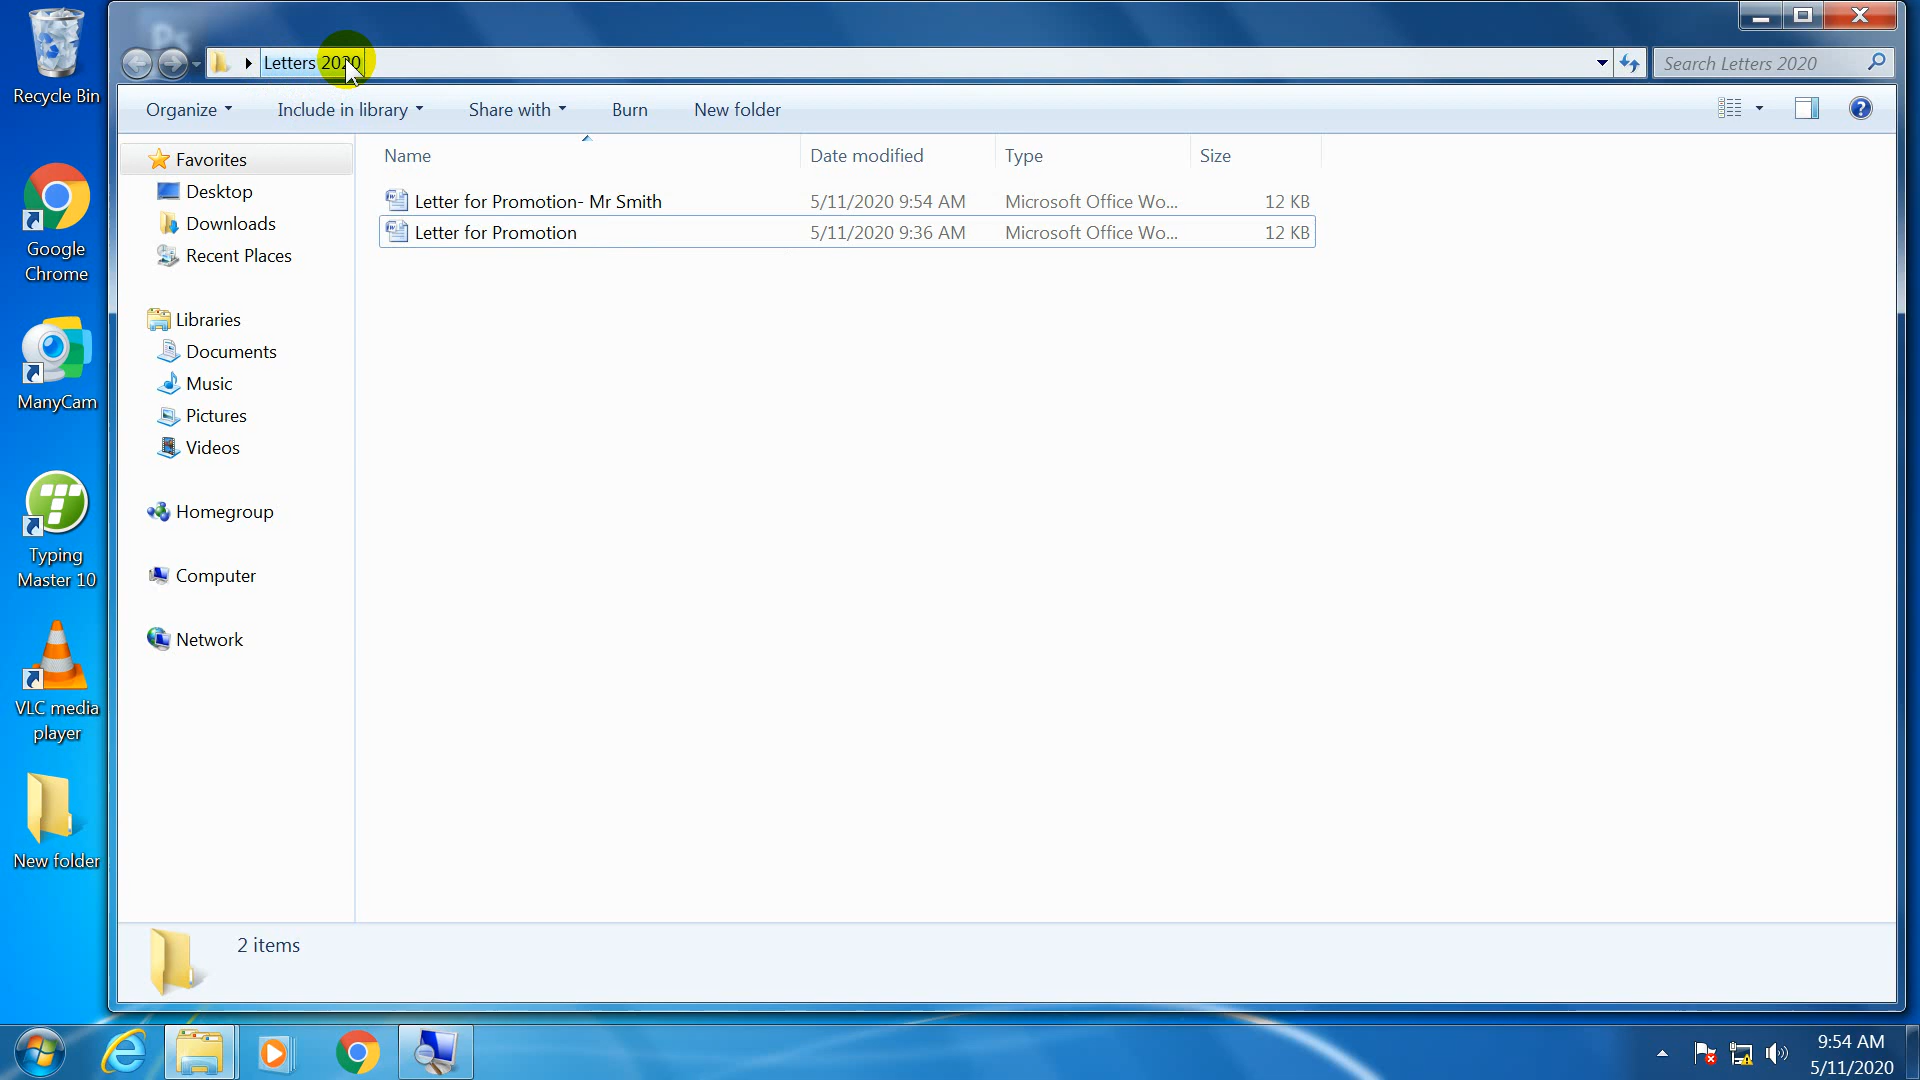 Recycle Bin
Google
Chrome
ManyCam
Typing
Master 10
VLC media
player
New folder
Letters 2020
Search Letters 2020
Organize
Include in library
Share with
Burn
New folder
Favorites
Desktop
Downloads
Recent Places
Libraries
Documents
Music
Pictures
Videos
Homegroup
Computer
Network
Name Date modified Type Size
Letter for Promotion- Mr Smith 5/11/2020 9:54 AM Microsoft Office Wo... 12 KB
Letter for Promotion 5/11/2020 9:36 AM Microsoft Office Wo... 12 KB
2 items
9:54 AM
5/11/2020